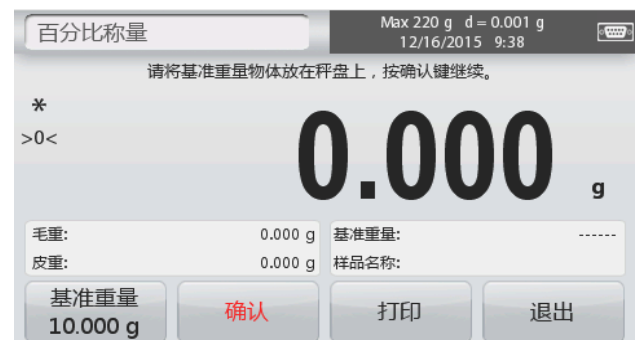 百分比称量
Max 220 g d=0.001 g
12/16/2015 9:38
请将基准重量物体放在秤盘上，按确认键继续。
*
>0<
0.000 g
毛重: 0.000 g 基准重量: ------
皮重: 0.000 g 样品名称:
基准重量 确认 打印 退出
10.000 g